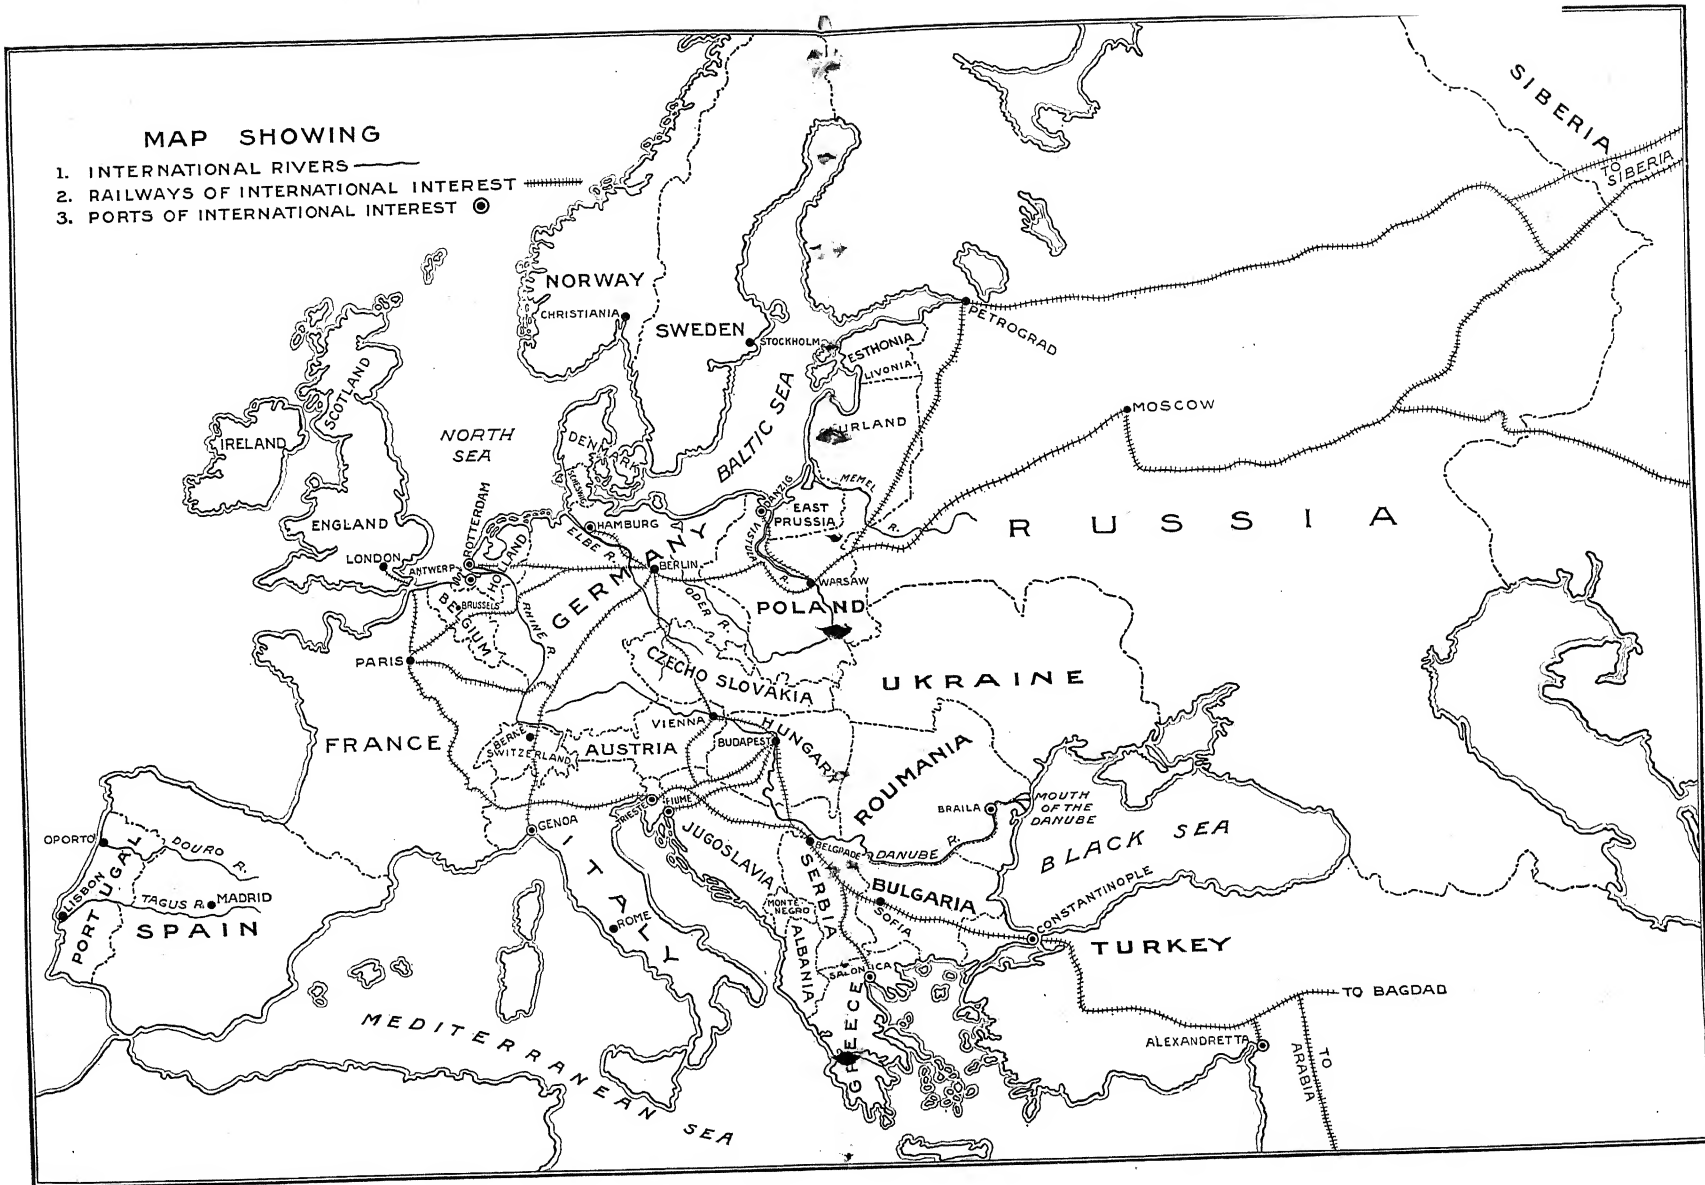 MAP SHOWING
1. INTERNATIONAL RIVERS
2. RAILWAYS OF INTERNATIONAL INTEREST
3. PORTS OF INTERNATIONAL INTEREST
SIBERIA
TO SIBERIA
NORWAY
CHRISTIANIA
SWEDEN
STOCKHOLM
PETROGRAD
ESTHONIA
LIVONIA
URLAND
MOSCOW
SCOTLAND
IRELAND
NORTH SEA
DENMARK
SCHESWIG
BALTIC SEA
MEMEL R.
DANZIG
EAST PRUSSIA
RUSSIA
ENGLAND
LONDON
ROTTERDAM
HOLLAND
ANTWERP
HAMBURG
ELBE R.
GERMANY
BERLIN
VISTULA R.
WARSAW
BELGIUM
BRUSSELS
RHINE R.
ODER R.
POLAND
PARIS
CZECHO SLOVAKIA
UKRAINE
FRANCE
BERNE
SWITZERLAND
AUSTRIA
VIENNA
BUDAPEST
HUNGARY
ROUMANIA
BRAILA
MOUTH OF THE DANUBE
GENOA
TRIESTE
FIUME
JUGOSLAVIA
BELGRADE
DANUBE R.
BLACK SEA
OPORTO
PORTUGAL
DOURO R.
LISBON
TAGUS R.
MADRID
SPAIN
ITALY
ROME
MONTE NEGRO
SERBIA
BULGARIA
SOFIA
CONSTANTINOPLE
ALBANIA
SALONICA
TURKEY
GREECE
TO BAGDAD
ALEXANDRETTA
TO ARABIA
MEDITERRANEAN SEA